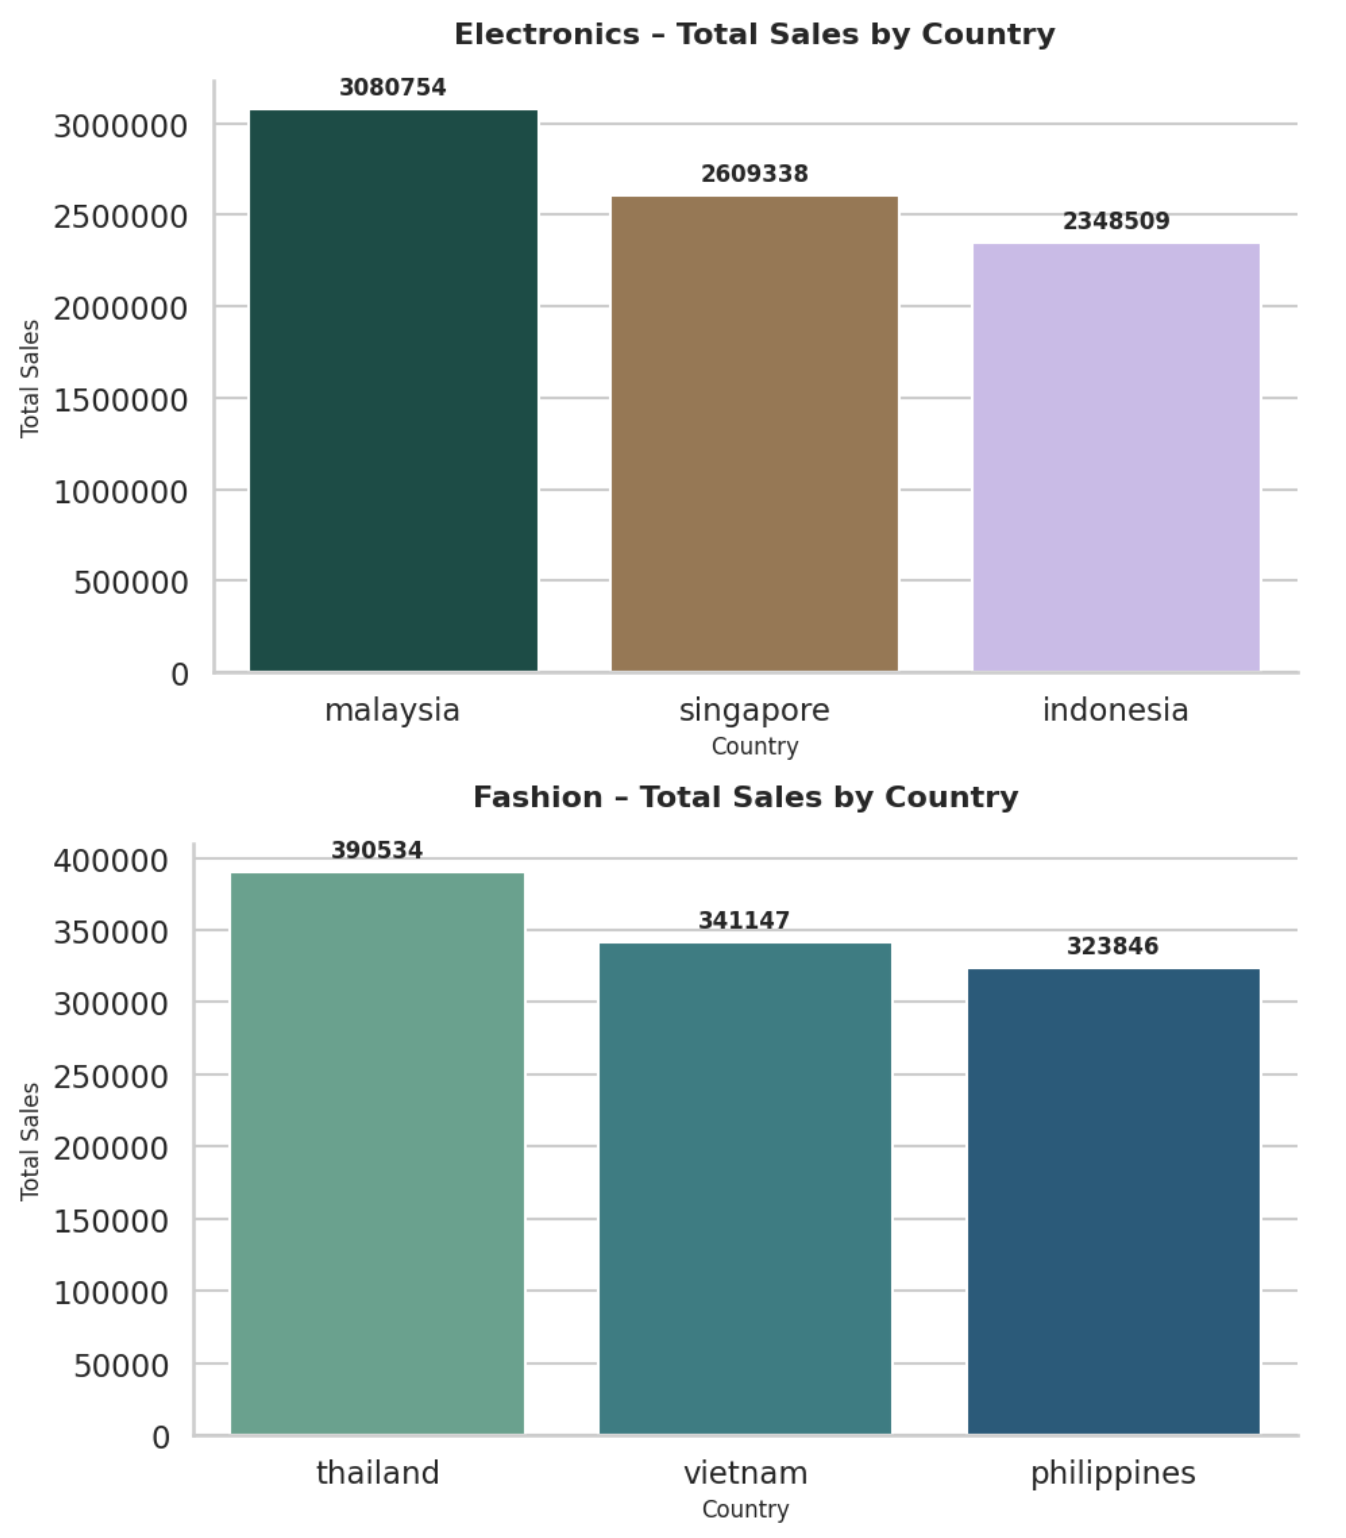 Electronics – Total Sales by Country
3080754
3000000
2609338
2500000
2348509
2000000
Total Sales
1500000
1000000
500000
0
malaysia singapore indonesia
Country
Fashion – Total Sales by Country
400000
390534
350000
341147
323846
300000
250000
Total Sales
200000
150000
100000
50000
0
thailand vietnam philippines
Country